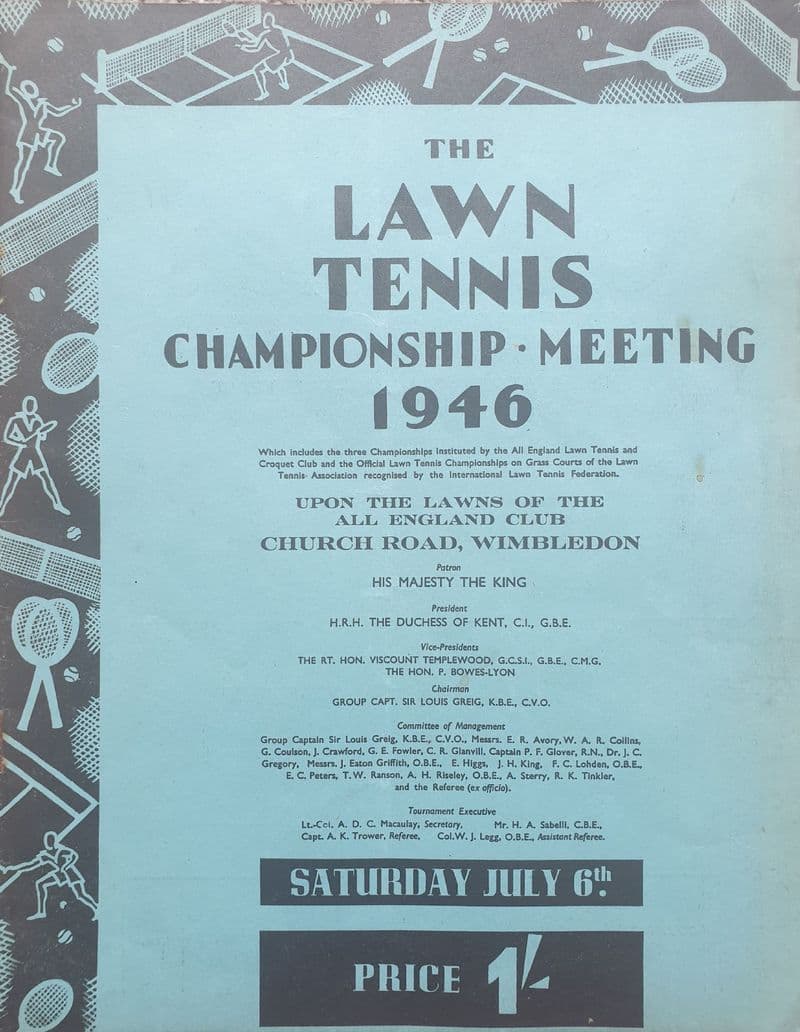 THE
LAWN
TENNIS
CHAMPIONSHIP · MEETING
1946
Which includes the three Championships instituted by the All England Lawn Tennis and
Croquet Club and the Official Lawn Tennis Championships on Grass Courts of the Lawn
Tennis Association recognised by the International Lawn Tennis Federation.
UPON THE LAWNS OF THE
ALL ENGLAND CLUB
CHURCH ROAD, WIMBLEDON
Patron
HIS MAJESTY THE KING
President
H.R.H. THE DUCHESS OF KENT, C.I., G.B.E.
Vice-Presidents
THE RT. HON. VISCOUNT TEMPLEWOOD, G.C.S.I., G.B.E., C.M.G.
THE HON. P. BOWES-LYON
Chairman
GROUP CAPT. SIR LOUIS GREIG, K.B.E., C.V.O.
Committee of Management
Group Captain Sir Louis Greig, K.B.E., C.V.O., Messrs. E. R. Avory, W. A. R. Collins,
G. Coulson, J. Crawford, G. E. Fowler, C. R. Glanvill, Captain P. F. Glover, R.N., Dr. J. C.
Gregory, Messrs. J. Eaton Griffith, O.B.E., E. Higgs, J. H. King, F. C. Lohden, O.B.E.,
E. C. Peters, T. W. Ranson, A. H. Riseley, O.B.E., A. Sterry, R. K. Tinkler,
and the Referee (ex officio).
Tournament Executive
Lt.-Col. A. D. C. Macaulay, Secretary, Mr. H. A. Sabelli, C.B.E.,
Capt. A. K. Trower, Referee, Col. W. J. Legg, O.B.E., Assistant Referee.
SATURDAY JULY 6th.
PRICE 1/-